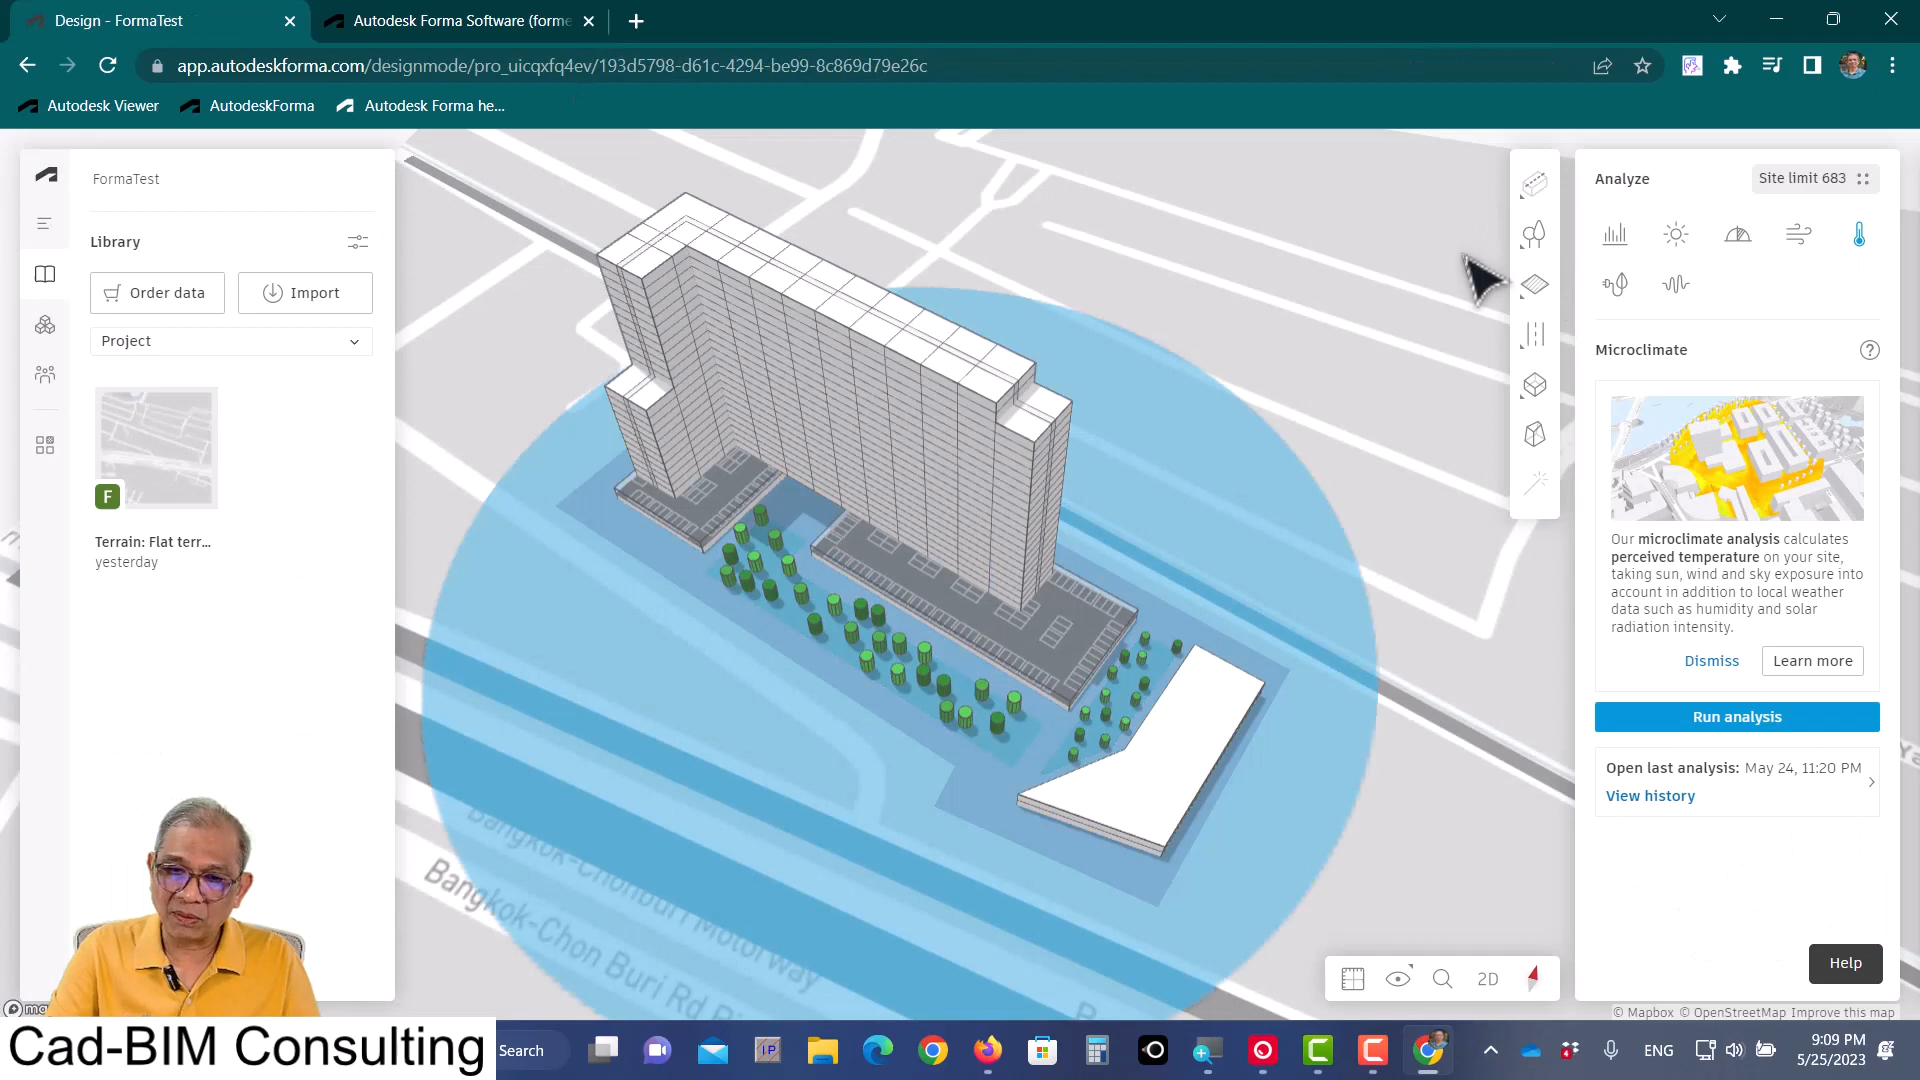 Design - FormaTest
Autodesk Forma Software (forme
app.autodeskforma.com/designmode/pro_uicqxfq4ev/193d5798-d61c-4294-be99-8c869d79e26c
Autodesk Viewer
AutodeskForma
Autodesk Forma he...
FormaTest
Library
Order data
Import
Project
F
Terrain: Flat terr...
yesterday
Bangkok-Chonburi Motorway
Bangkok-Chon Buri Rd
Analyze
Site limit 683
Microclimate
Our microclimate analysis calculates
perceived temperature on your site,
taking sun, wind and sky exposure into
account in addition to local weather
data such as humidity and solar
radiation intensity.
Dismiss
Learn more
Run analysis
Open last analysis: May 24, 11:20 PM
View history
Help
2D
© Mapbox © OpenStreetMap Improve this map
Cad-BIM Consulting
Search
IP
ENG
9:09 PM
5/25/2023